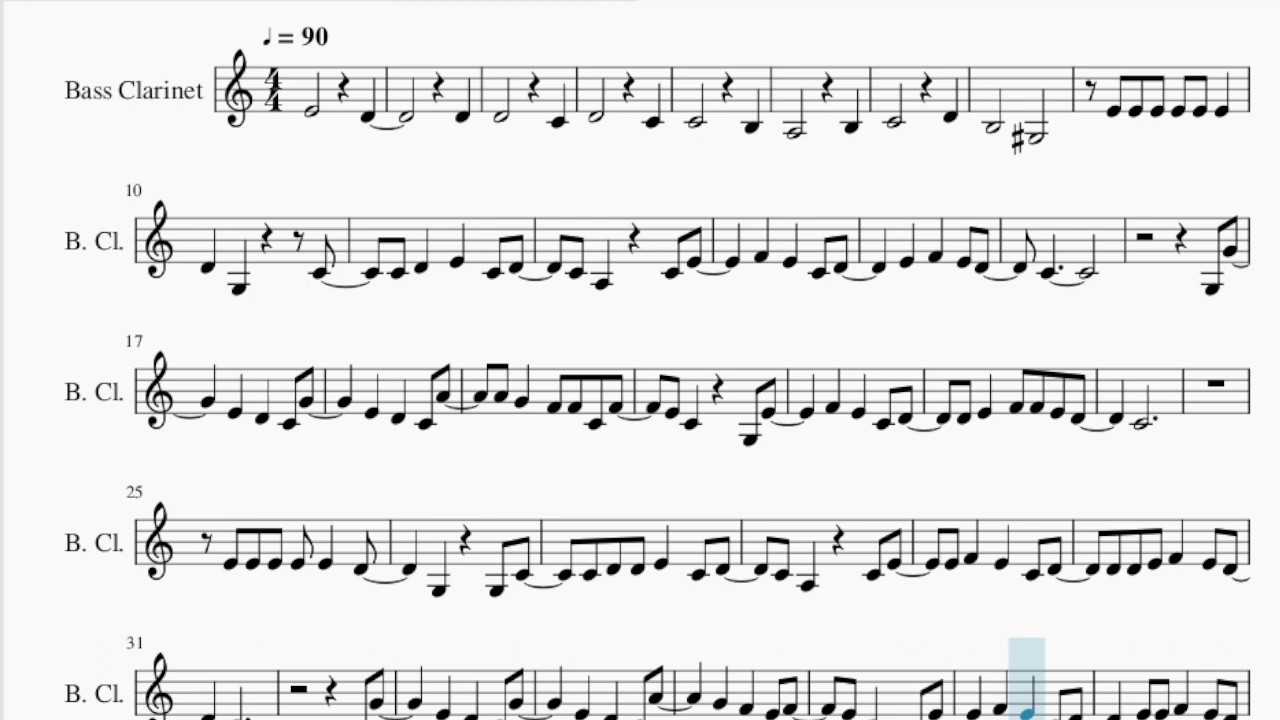 ♩ = 90
Bass Clarinet
4
4
10
B. Cl.
17
B. Cl.
25
B. Cl.
31
B. Cl.